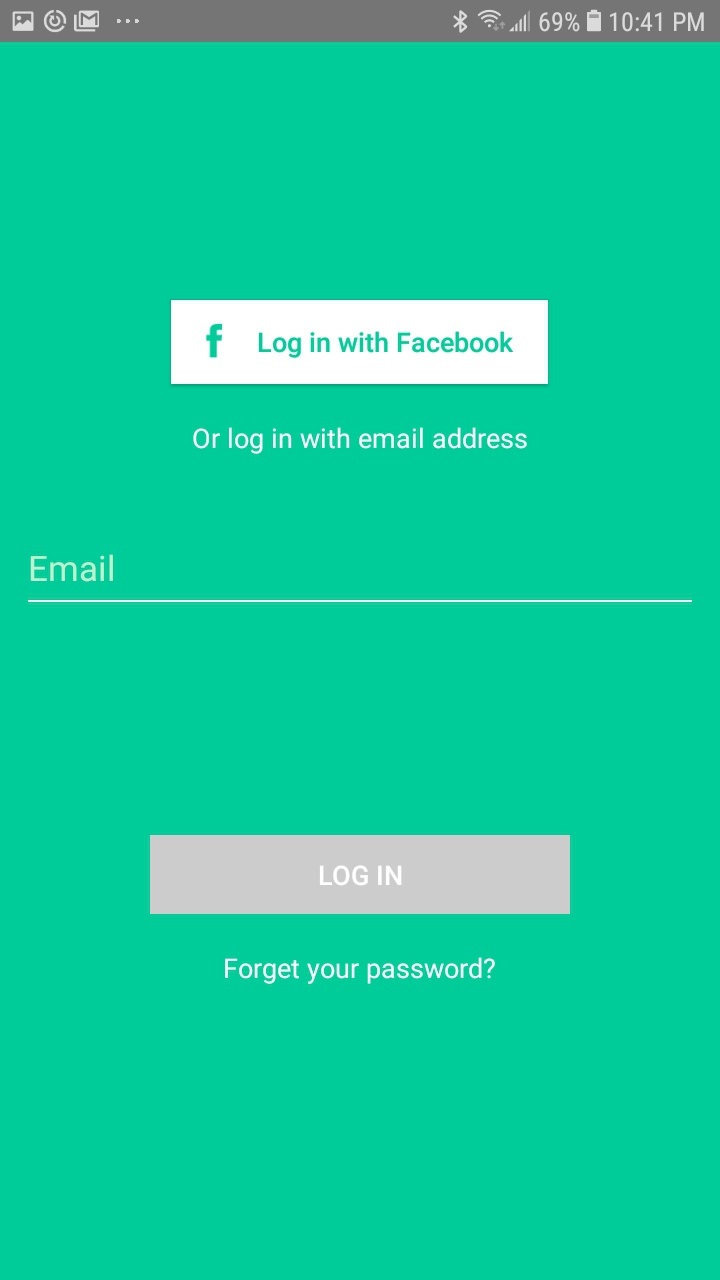 69% 10:41 PM
Log in with Facebook
Or log in with email address
Email
LOG IN
Forget your password?